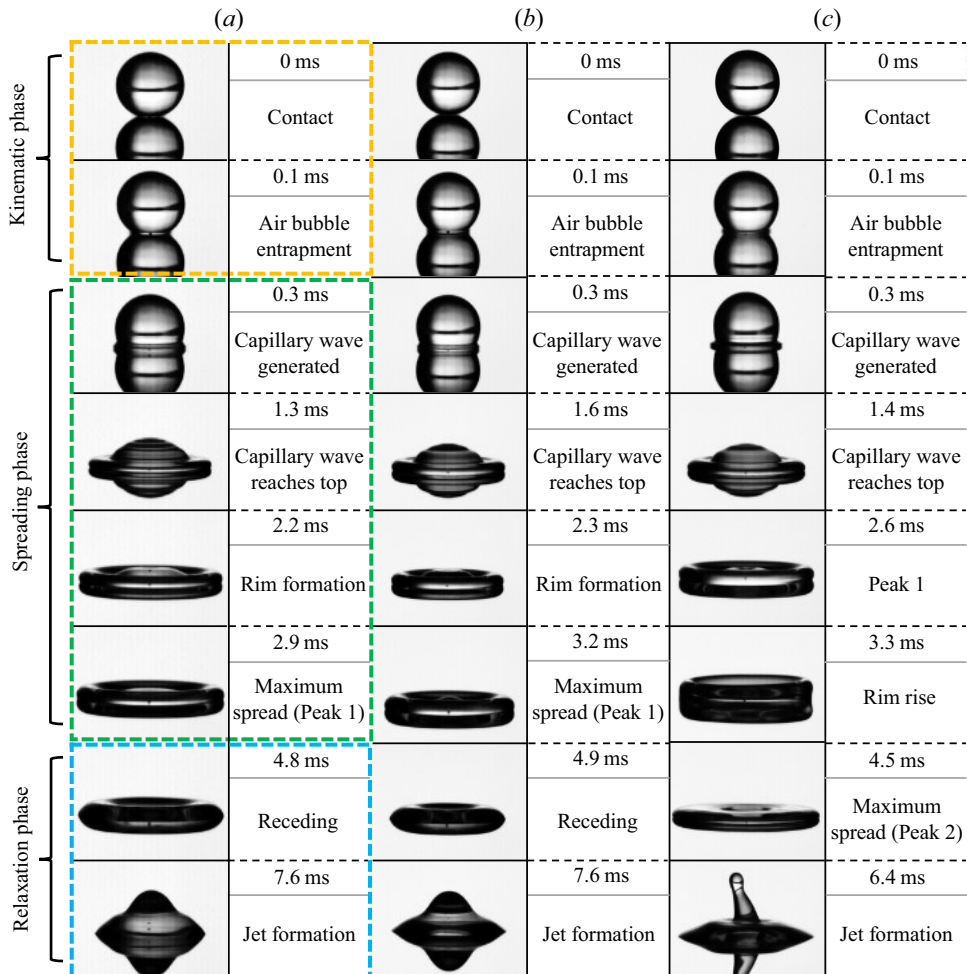 (a)
(b)
(c)
Kinematic phase
0 ms
0 ms
0 ms
Contact
Contact
Contact
0.1 ms
0.1 ms
0.1 ms
Air bubble
entrapment
Air bubble
entrapment
Air bubble
entrapment
Spreading phase
0.3 ms
0.3 ms
0.3 ms
Capillary wave
generated
Capillary wave
generated
Capillary wave
generated
1.3 ms
1.6 ms
1.4 ms
Capillary wave
reaches top
Capillary wave
reaches top
Capillary wave
reaches top
2.2 ms
2.3 ms
2.6 ms
Rim formation
Rim formation
Peak 1
2.9 ms
3.2 ms
3.3 ms
Maximum
spread (Peak 1)
Maximum
spread (Peak 1)
Rim rise
Relaxation phase
4.8 ms
4.9 ms
4.5 ms
Receding
Receding
Maximum
spread (Peak 2)
7.6 ms
7.6 ms
6.4 ms
Jet formation
Jet formation
Jet formation